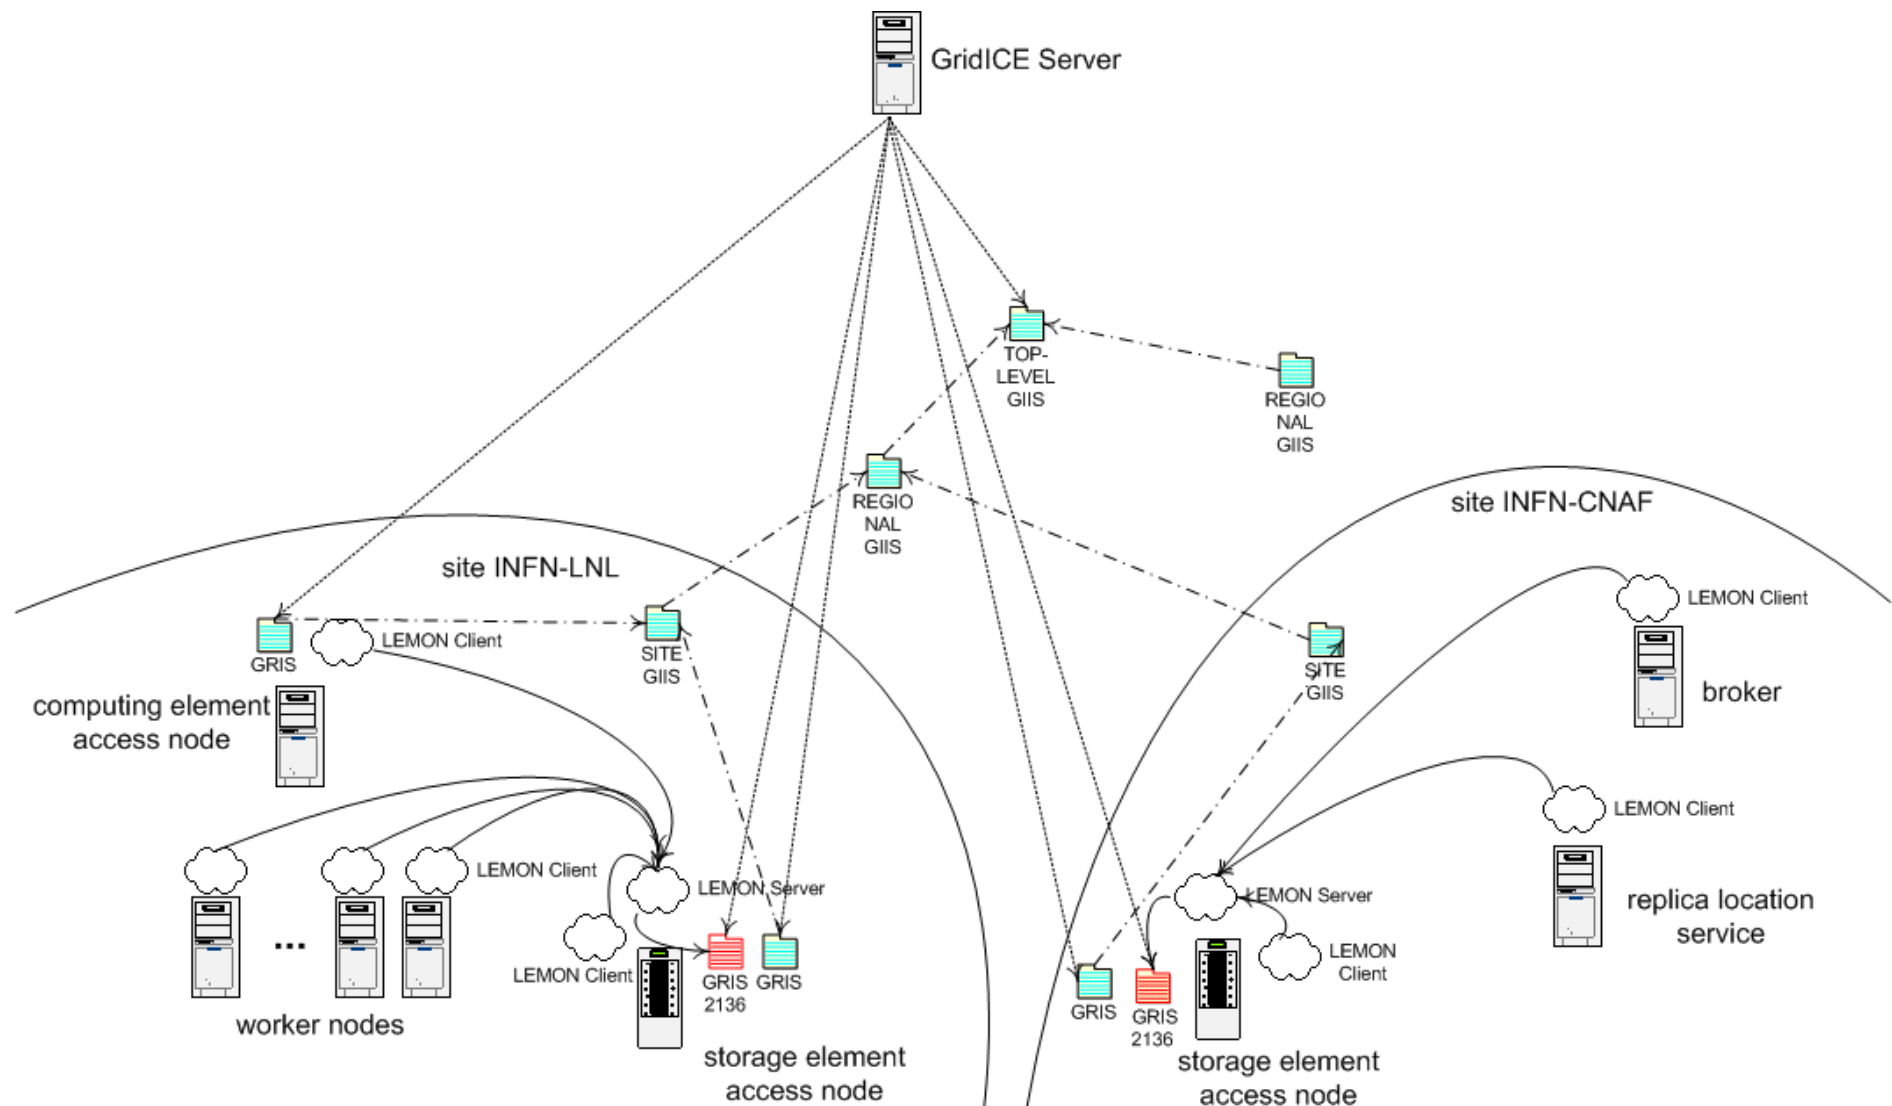 GridICE Server
TOP-
LEVEL
GIIS
REGIO
NAL
GIIS
REGIO
NAL
GIIS
site INFN-CNAF
site INFN-LNL
LEMON Client
LEMON Client
GRIS
SITE
GIIS
SITE
GIIS
computing element
access node
broker
LEMON Client
LEMON Client
LEMON Server
LEMON Server
replica location
service
LEMON Client
LEMON
Client
GRIS
2136
GRIS
GRIS
GRIS
2136
...
worker nodes
storage element
access node
storage element
access node